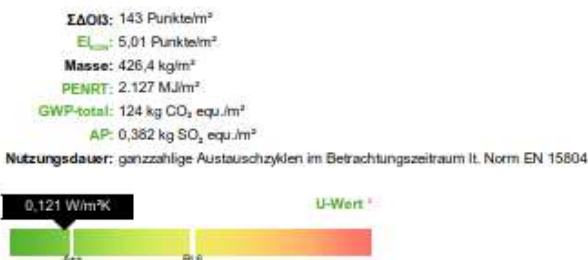 ΣΔOI3: 143 Punkte/m²
EI: 5,01 Punkte/m²
Masse: 426,4 kg/m²
PENRT: 2.127 MJ/m²
GWP-total: 124 kg CO₂ equ./m²
AP: 0,382 kg SO₂ equ./m²
Nutzungsdauer: ganzzahlige Austauschzyklen im Betrachtungszeitraum lt. Norm EN 15804
0,121 W/m²K
U-Wert